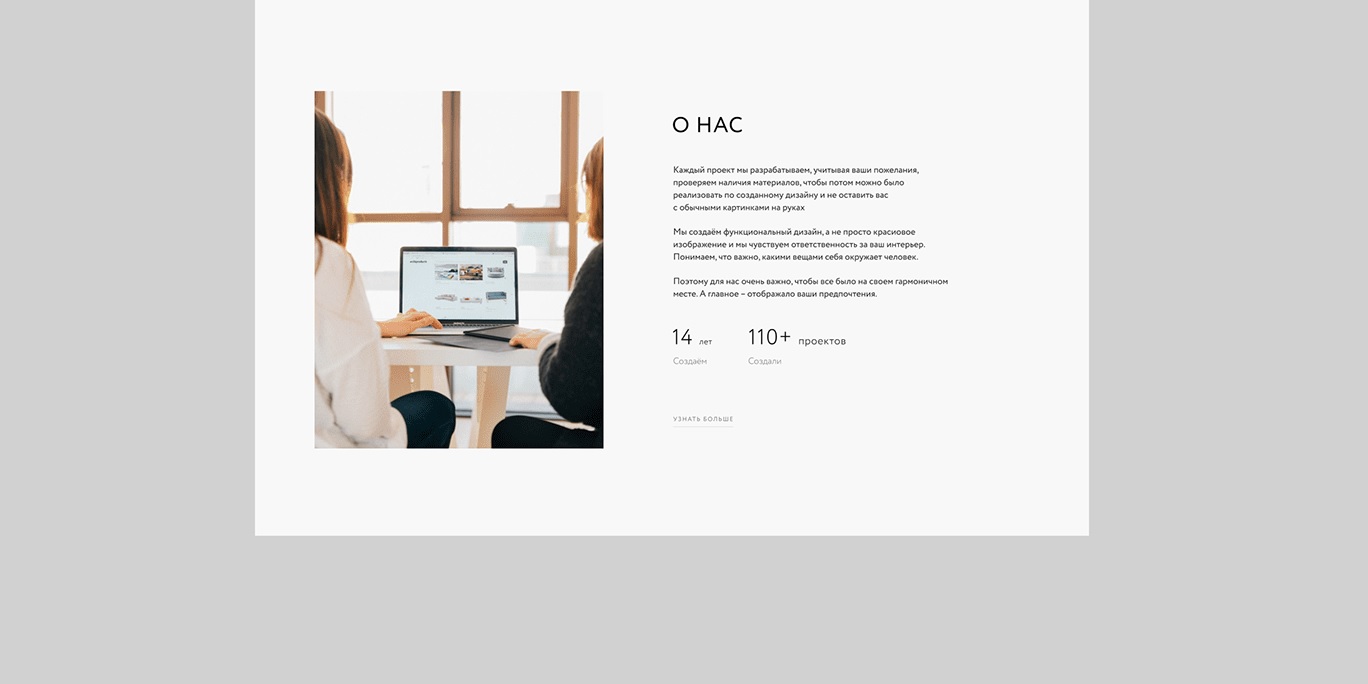 О НАС
Каждый проект мы разрабатываем, учитывая ваши пожелания,
проверяем наличия материалов, чтобы потом можно было
реализовать по созданному дизайну и не оставить вас
с обычными картинками на руках
Мы создаём функциональный дизайн, а не просто красиовое
изображение и мы чувствуем ответственность за ваш интерьер.
Понимаем, что важно, какими вещами себя окружает человек.
Поэтому для нас очень важно, чтобы все было на своем гармоничном
месте. А главное – отображало ваши предпочтения.
14 лет 110+ проектов
Создаём Создали
УЗНАТЬ БОЛЬШЕ